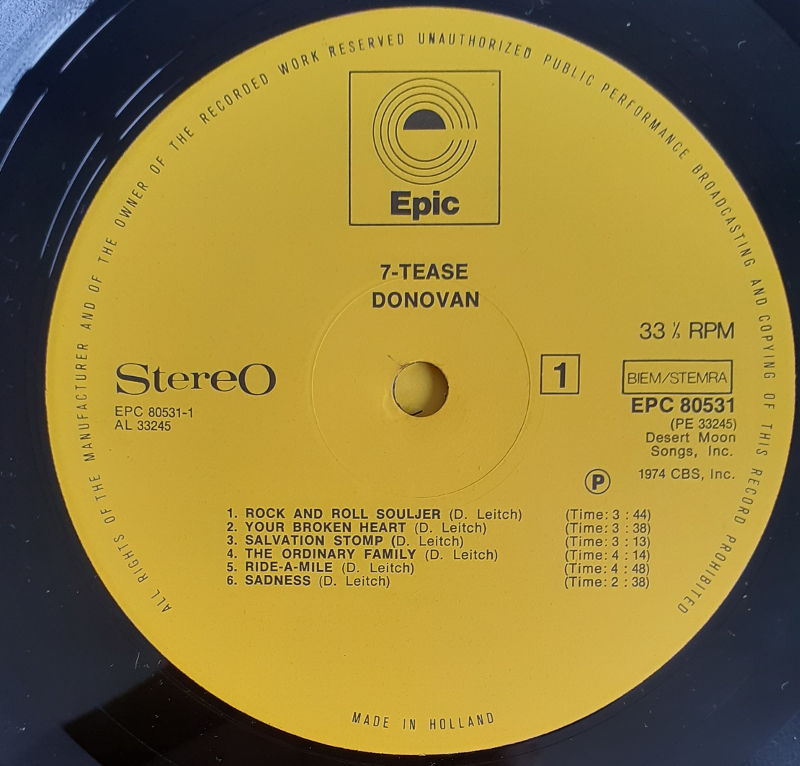 ALL RIGHTS OF THE MANUFACTURER AND OF THE OWNER OF THE RECORDED WORK RESERVED UNAUTHORIZED PUBLIC PERFORMANCE BROADCASTING AND COPYING OF THIS RECORD PROHIBITED
Epic
7-TEASE
DONOVAN
33 ⅓ RPM
Stereo
1
BIEM/STEMRA
EPC 80531-1
EPC 80531
AL 33245
(PE 33245)
Desert Moon
Songs, Inc.
Ⓟ 1974 CBS, Inc.
1. ROCK AND ROLL SOULJER (D. Leitch) (Time: 3 : 44)
2. YOUR BROKEN HEART (D. Leitch) (Time: 3 : 38)
3. SALVATION STOMP (D. Leitch) (Time: 3 : 13)
4. THE ORDINARY FAMILY (D. Leitch) (Time: 4 : 14)
5. RIDE-A-MILE (D. Leitch) (Time: 4 : 48)
6. SADNESS (D. Leitch) (Time: 2 : 38)
MADE IN HOLLAND